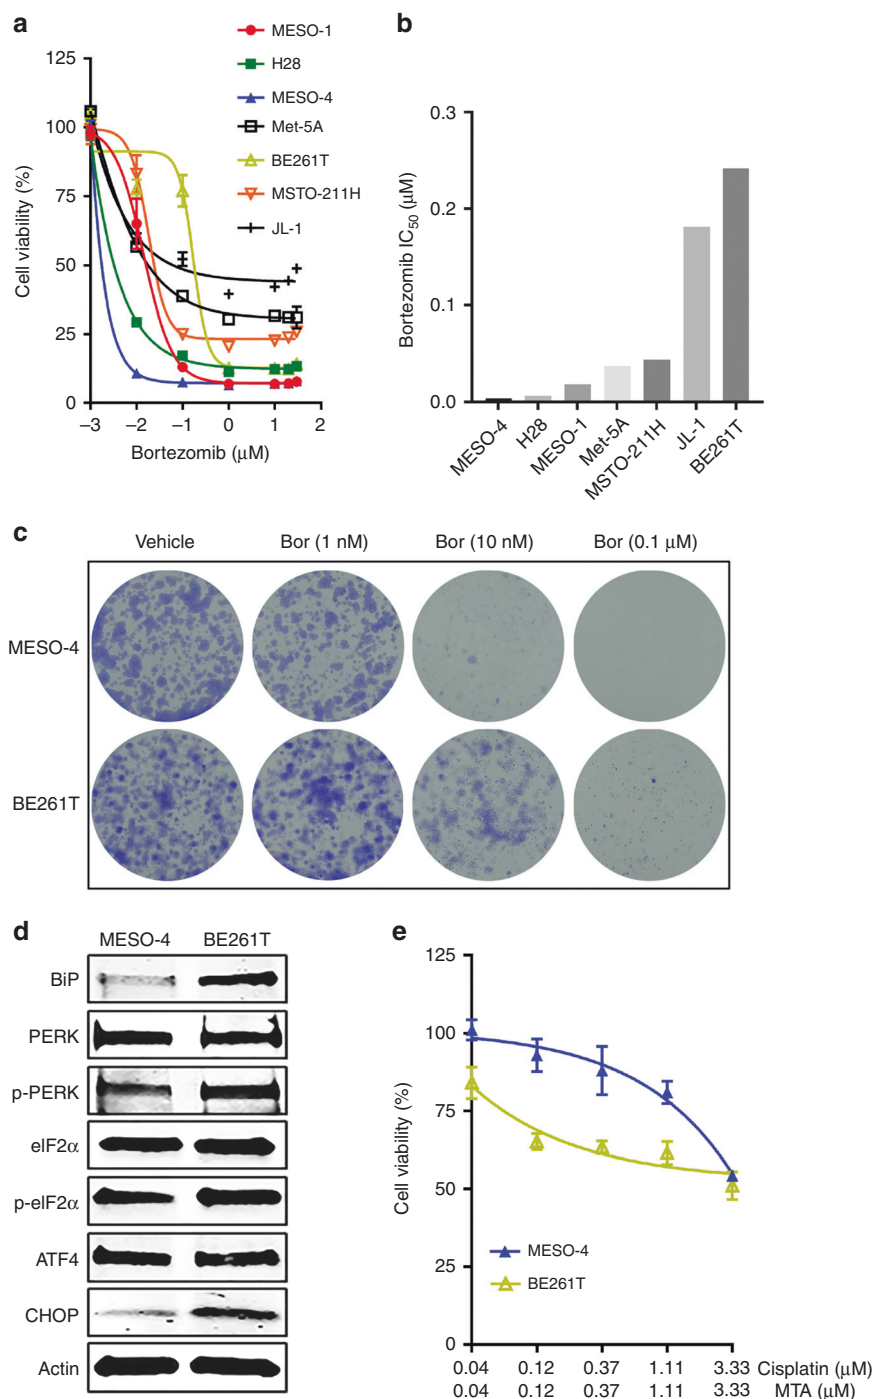 a
MESO-1
H28
MESO-4
Met-5A
BE261T
MSTO-211H
JL-1
125
100
75
50
25
0
Cell viability (%)
−3 −2 −1 0 1 2
Bortezomib (μM)
b
0.3
0.2
0.1
0.0
Bortezomib IC50 (μM)
MESO-4 H28 MESO-1 Met-5A MSTO-211H JL-1 BE261T
c
Vehicle Bor (1 nM) Bor (10 nM) Bor (0.1 μM)
MESO-4
BE261T
d
MESO-4 BE261T
BiP
PERK
p-PERK
eIF2α
p-eIF2α
ATF4
CHOP
Actin
e
125
100
75
50
25
0
Cell viability (%)
MESO-4
BE261T
0.04 0.12 0.37 1.11 3.33 Cisplatin (μM)
0.04 0.12 0.37 1.11 3.33 MTA (μM)